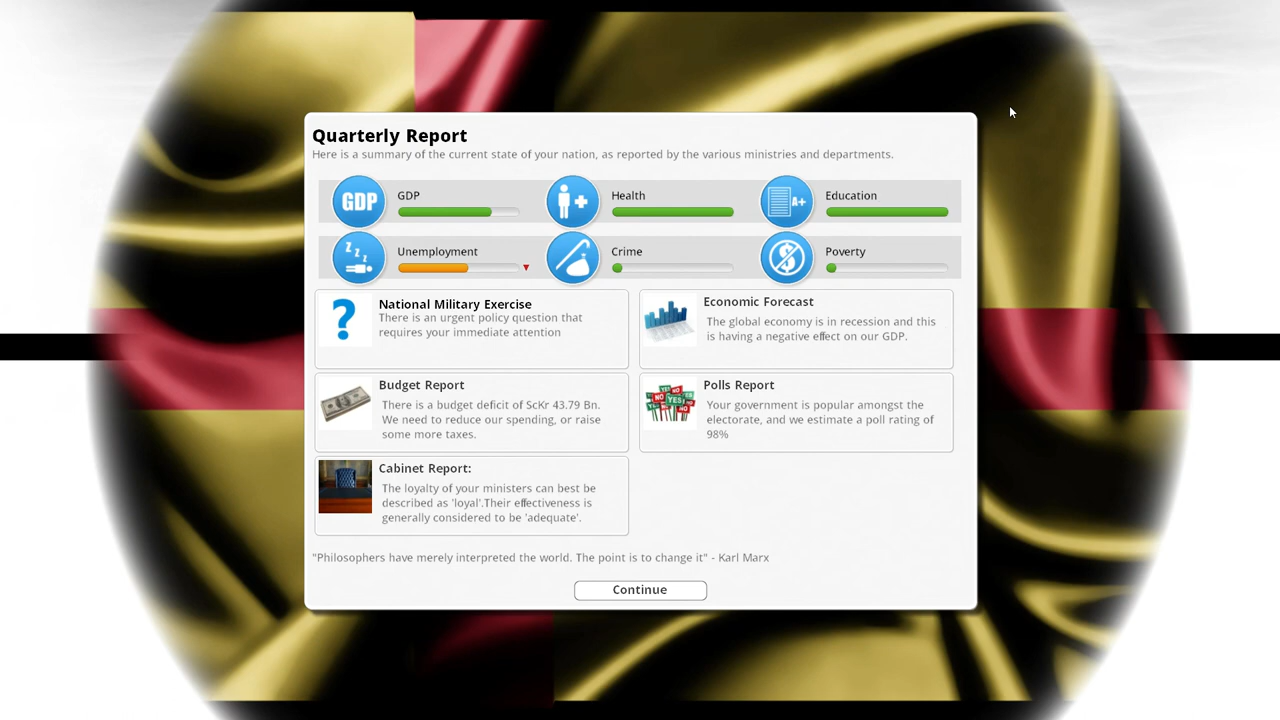 Quarterly Report
Here is a summary of the current state of your nation, as reported by the various ministries and departments.
GDP
GDP
Health
A+
Education
z z z
Unemployment
Crime
$
Poverty
?
National Military Exercise
There is an urgent policy question that
requires your immediate attention
Economic Forecast
The global economy is in recession and this
is having a negative effect on our GDP.
Budget Report
There is a budget deficit of ScKr 43.79 Bn.
We need to reduce our spending, or raise
some more taxes.
YES
NO
YES
NO
NO
Polls Report
Your government is popular amongst the
electorate, and we estimate a poll rating of
98%
Cabinet Report:
The loyalty of your ministers can best be
described as 'loyal'.Their effectiveness is
generally considered to be 'adequate'.
"Philosophers have merely interpreted the world. The point is to change it" - Karl Marx
Continue